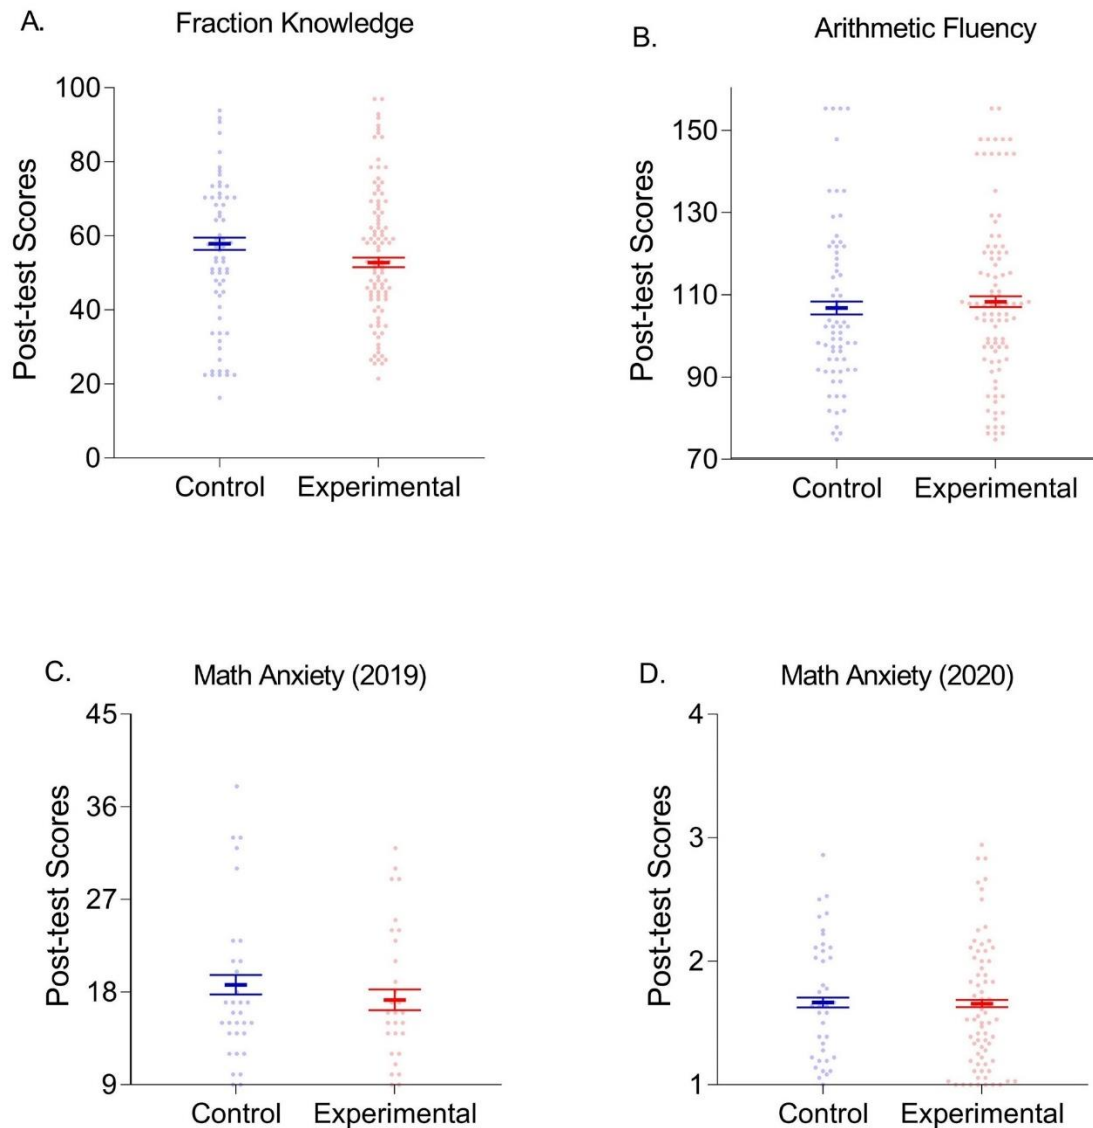 A.
Fraction Knowledge
Post-test Scores
100
80
60
40
20
0
Control Experimental
B.
Arithmetic Fluency
Post-test Scores
150
130
110
90
70
Control Experimental
C.
Math Anxiety (2019)
Post-test Scores
45
36
27
18
9
Control Experimental
D.
Math Anxiety (2020)
Post-test Scores
4
3
2
1
Control Experimental